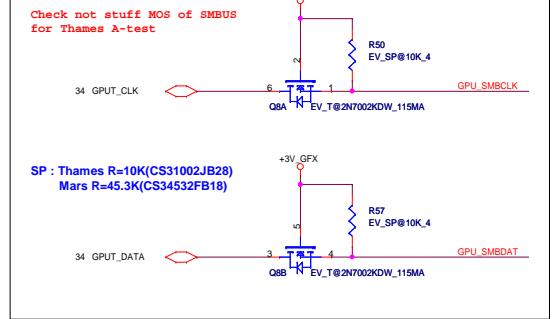 Check not stuff MOS of SMBUS
for Thames A-test
R50
EV_SP@10K_4
2
34 GPUT_CLK
6
1
GPU_SMBCLK
Q8A EV_T@2N7002KDW_115MA
+3V_GFX
SP : Thames R=10K(CS31002JB28)
Mars R=45.3K(CS34532FB18)
R57
EV_SP@10K_4
5
34 GPUT_DATA
3
4
GPU_SMBDAT
Q8B EV_T@2N7002KDW_115MA